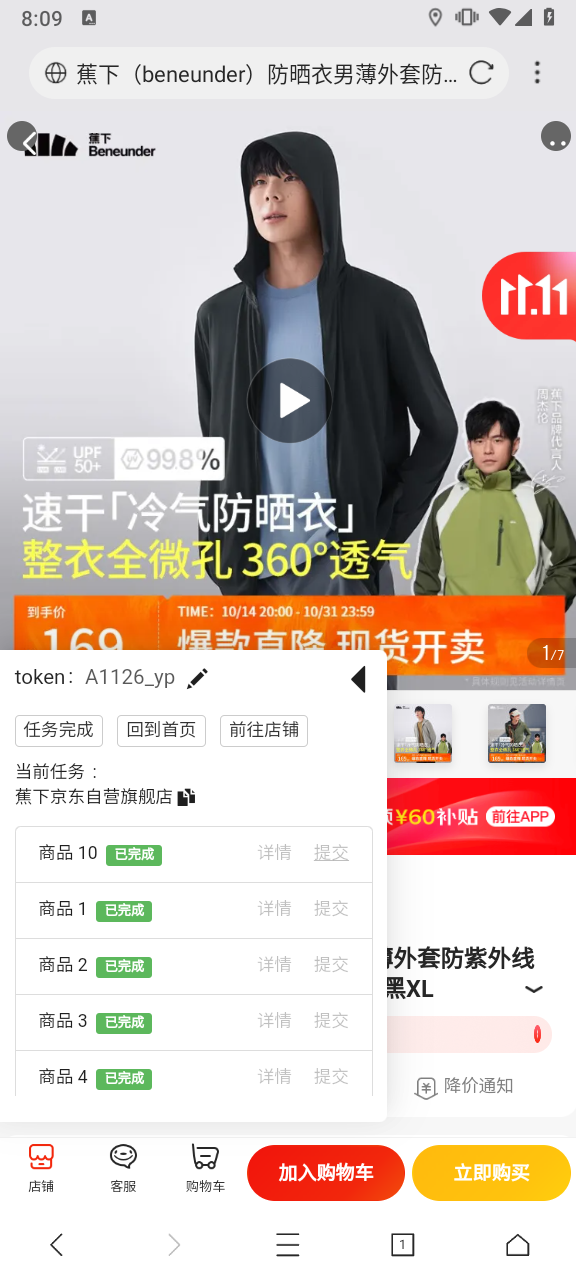 8:09
A
蕉下（beneunder）防晒衣男薄外套防...
蕉下
Beneunder
11.11
蕉下品牌代言人
周杰伦
UPF
50+
99.8%
速干「冷气防晒衣」
整衣全微孔 360°透气
到手价
TIME：10/14 20:00 - 10/31 23:59
169
爆款直降 现货开卖
1/7
token：A1126_yp
任务完成
回到首页
前往店铺
当前任务：
蕉下京东自营旗舰店
¥60补贴
前往APP
商品 10 已完成 详情 提交
商品 1 已完成 详情 提交
商品 2 已完成 详情 提交
商品 3 已完成 详情 提交
商品 4 已完成 详情 提交
薄外套防紫外线
黑XL
降价通知
店铺
客服
购物车
加入购物车
立即购买
1